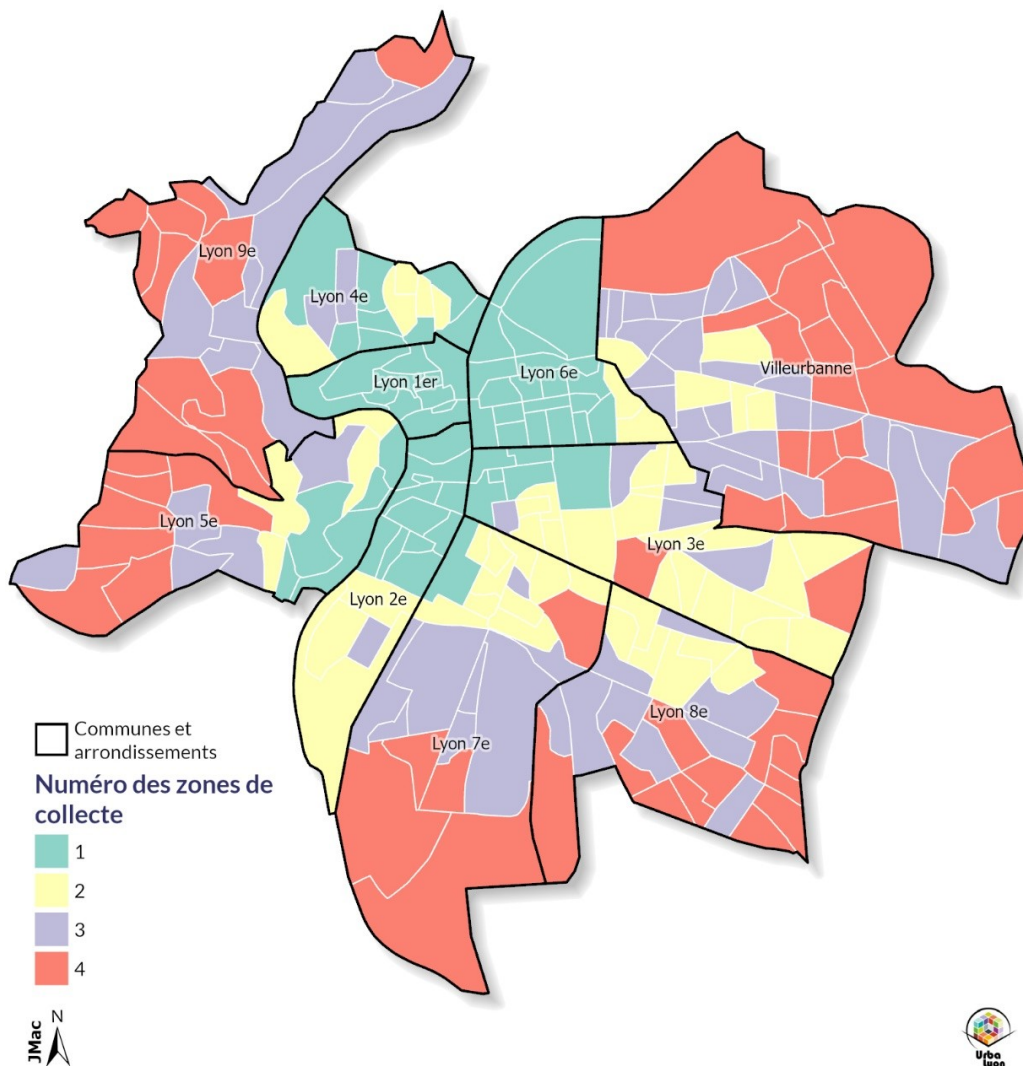 Lyon 9e
Lyon 4e
Lyon 1er
Lyon 6e
Villeurbanne
Lyon 5e
Lyon 3e
Lyon 2e
Lyon 8e
Lyon 7e
Communes et
arrondissements
Numéro des zones de
collecte
1
2
3
4
JMac
N
Urba
Lyon